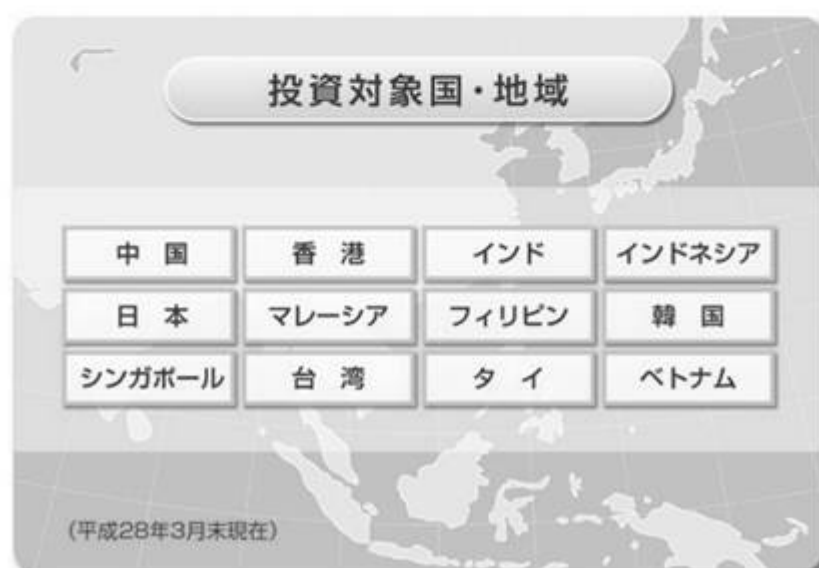 投資対象国・地域
中 国 香 港 インド インドネシア
日 本 マレーシア フィリピン 韓 国
シンガポール 台 湾 タ イ ベトナム
(平成28年3月末現在)